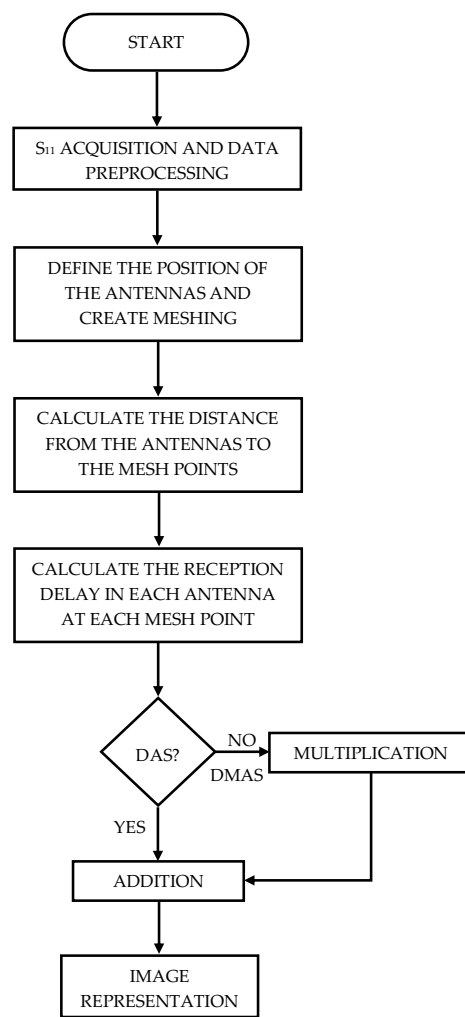 START
S₁₁ ACQUISITION AND DATA
PREPROCESSING
DEFINE THE POSITION OF
THE ANTENNAS AND
CREATE MESHING
CALCULATE THE DISTANCE
FROM THE ANTENNAS TO
THE MESH POINTS
CALCULATE THE RECEPTION
DELAY IN EACH ANTENNA
AT EACH MESH POINT
DAS?
NO
DMAS
MULTIPLICATION
YES
ADDITION
IMAGE
REPRESENTATION